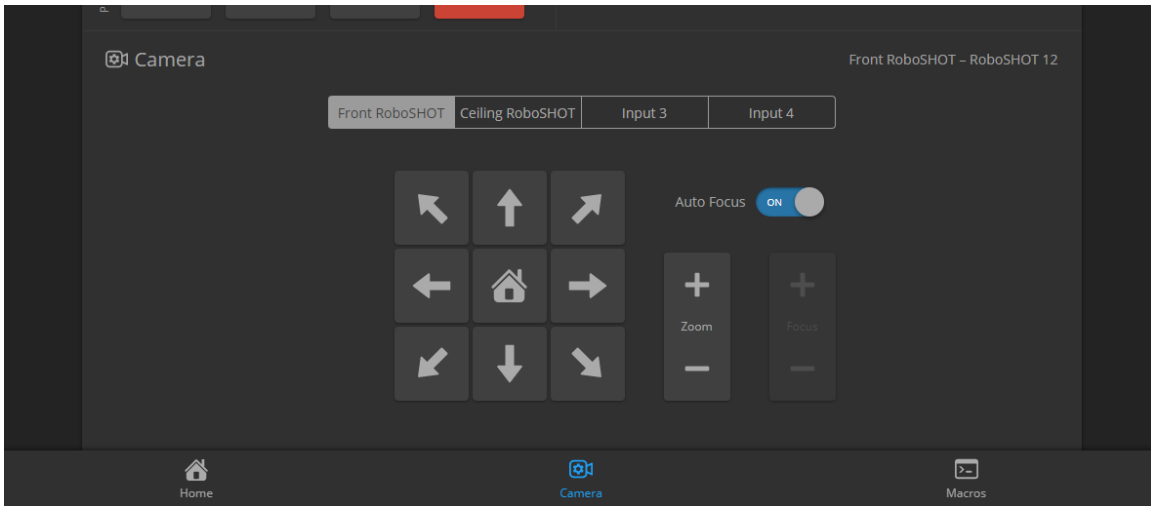 Camera
Front RoboSHOT – RoboSHOT 12
Front RoboSHOT
Ceiling RoboSHOT
Input 3
Input 4
Auto Focus
ON
Zoom
Focus
Home
Camera
Macros